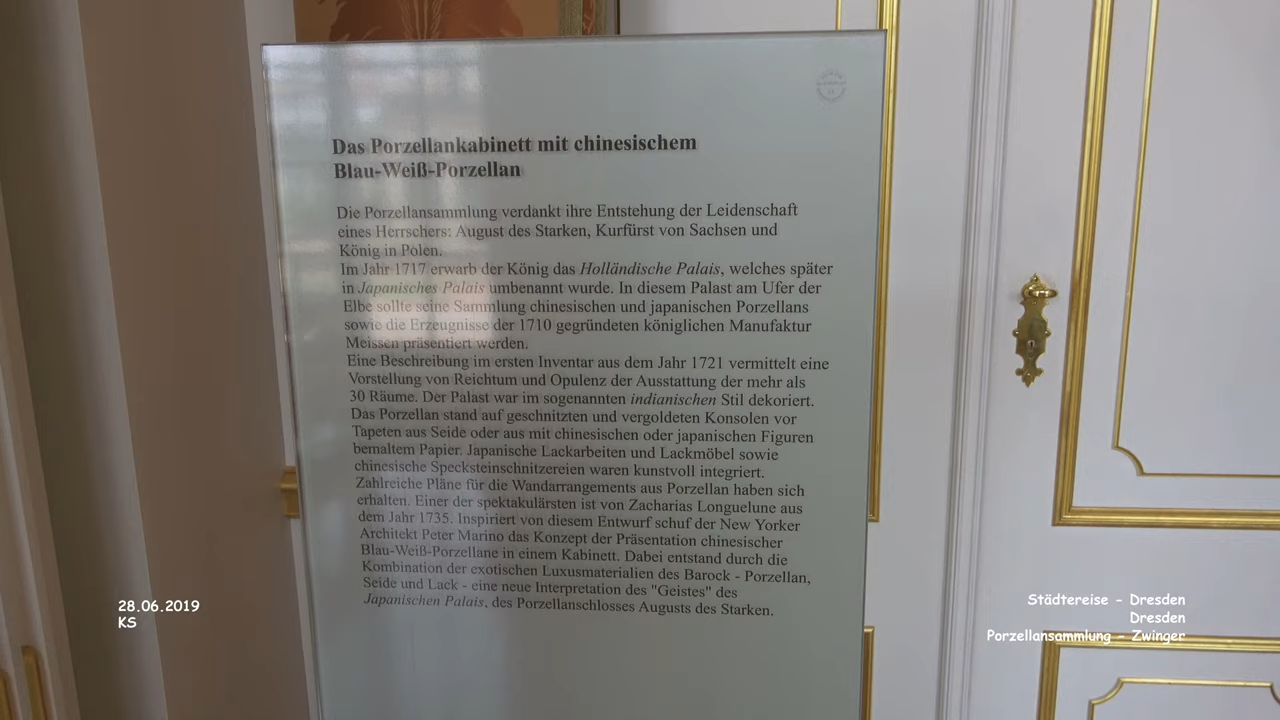 Das Porzellankabinett mit chinesischem
Blau-Weiß-Porzellan
Die Porzellansammlung verdankt ihre Entstehung der Leidenschaft
eines Herrschers: August des Starken, Kurfürst von Sachsen und
König in Polen.
Im Jahr 1717 erwarb der König das Holländische Palais, welches später
in Japanisches Palais umbenannt wurde. In diesem Palast am Ufer der
Elbe sollte seine Sammlung chinesischen und japanischen Porzellans
sowie die Erzeugnisse der 1710 gegründeten königlichen Manufaktur
Meissen präsentiert werden.
Eine Beschreibung im ersten Inventar aus dem Jahr 1721 vermittelt eine
Vorstellung von Reichtum und Opulenz der Ausstattung der mehr als
30 Räume. Der Palast war im sogenannten indianischen Stil dekoriert.
Das Porzellan stand auf geschnitzten und vergoldeten Konsolen vor
Tapeten aus Seide oder aus mit chinesischen oder japanischen Figuren
bemaltem Papier. Japanische Lackarbeiten und Lackmöbel sowie
chinesische Specksteinschnitzereien waren kunstvoll integriert.
Zahlreiche Pläne für die Wandarrangements aus Porzellan haben sich
erhalten. Einer der spektakulärsten ist von Zacharias Longuelune aus
dem Jahr 1735. Inspiriert von diesem Entwurf schuf der New Yorker
Architekt Peter Marino das Konzept der Präsentation chinesischer
Blau-Weiß-Porzellane in einem Kabinett. Dabei entstand durch die
Kombination der exotischen Luxusmaterialien des Barock - Porzellan,
Seide und Lack - eine neue Interpretation des "Geistes" des
Japanischen Palais, des Porzellanschlosses Augusts des Starken.
28.06.2019
KS
Städtereise - Dresden
Dresden
Porzellansammlung - Zwinger